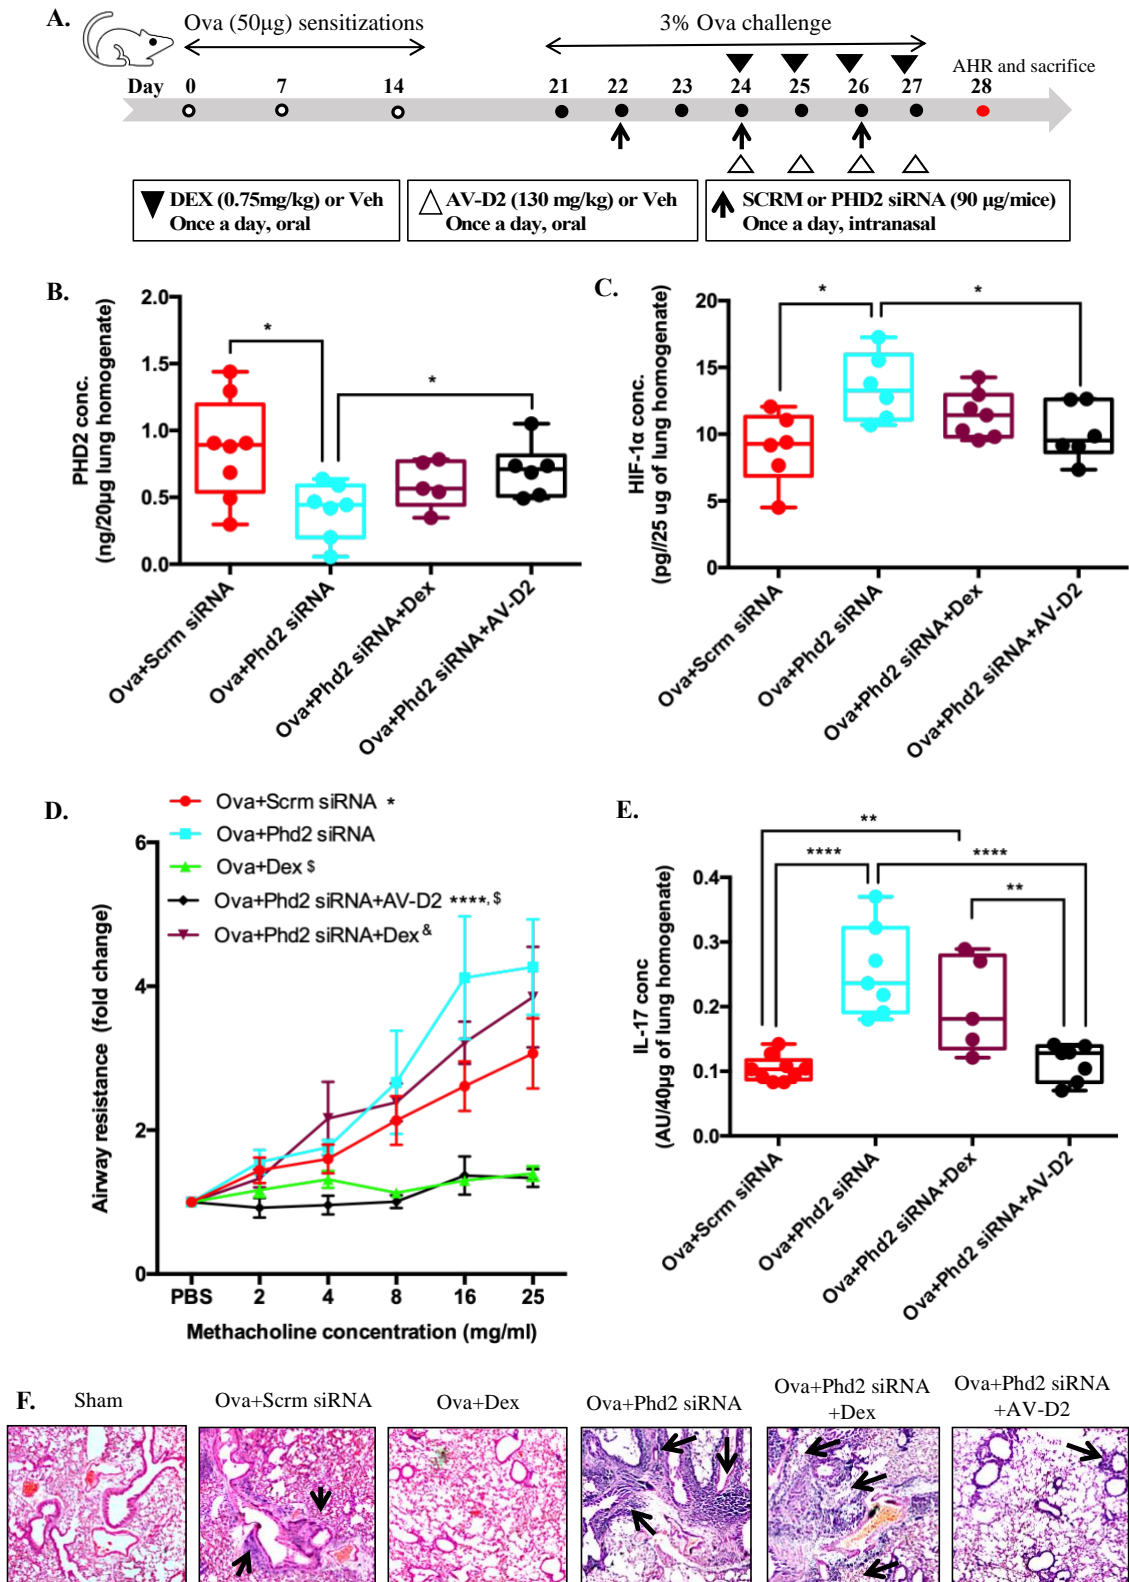 A.
Ova (50μg) sensitizations
3% Ova challenge
AHR and sacrifice
Day 0 7 14 21 22 23 24 25 26 27 28
DEX (0.75mg/kg) or Veh
Once a day, oral
AV-D2 (130 mg/kg) or Veh
Once a day, oral
SCRM or PHD2 siRNA (90 μg/mice)
Once a day, intranasal
B.
PHD2 conc.
(ng/20μg lung homogenate)
2.0
1.5
1.0
0.5
0.0
*
*
Ova+Scrm siRNA
Ova+Phd2 siRNA
Ova+Phd2 siRNA+Dex
Ova+Phd2 siRNA+AV-D2
C.
HIF-1α conc.
(pg//25 ug of lung homogenate)
20
15
10
5
0
*
*
Ova+Scrm siRNA
Ova+Phd2 siRNA
Ova+Phd2 siRNA+Dex
Ova+Phd2 siRNA+AV-D2
D.
Ova+Scrm siRNA *
Ova+Phd2 siRNA
Ova+Dex $
Ova+Phd2 siRNA+AV-D2 ****, $
Ova+Phd2 siRNA+Dex &
Airway resistance (fold change)
6
4
2
0
PBS 2 4 8 16 25
Methacholine concentration (mg/ml)
E.
IL-17 conc
(AU/40μg of lung homogenate)
0.4
0.3
0.2
0.1
0.0
**
**** ****
**
Ova+Scrm siRNA
Ova+Phd2 siRNA
Ova+Phd2 siRNA+Dex
Ova+Phd2 siRNA+AV-D2
F.
Sham
Ova+Scrm siRNA
Ova+Dex
Ova+Phd2 siRNA
Ova+Phd2 siRNA
+Dex
Ova+Phd2 siRNA
+AV-D2